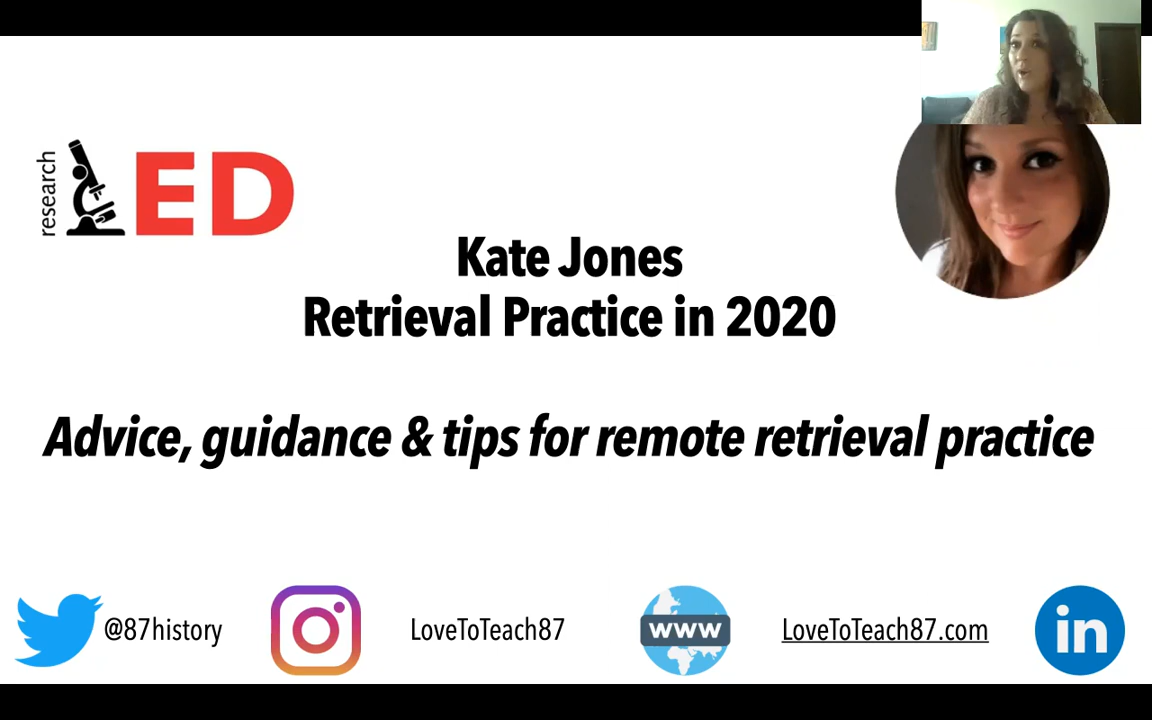 research
ED
Kate Jones
Retrieval Practice in 2020
Advice, guidance & tips for remote retrieval practice
@87history
LoveToTeach87
www
LoveToTeach87.com
in